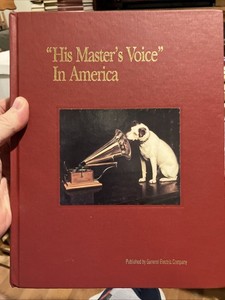 "His Master's Voice"
In America
Published by General Electric Company